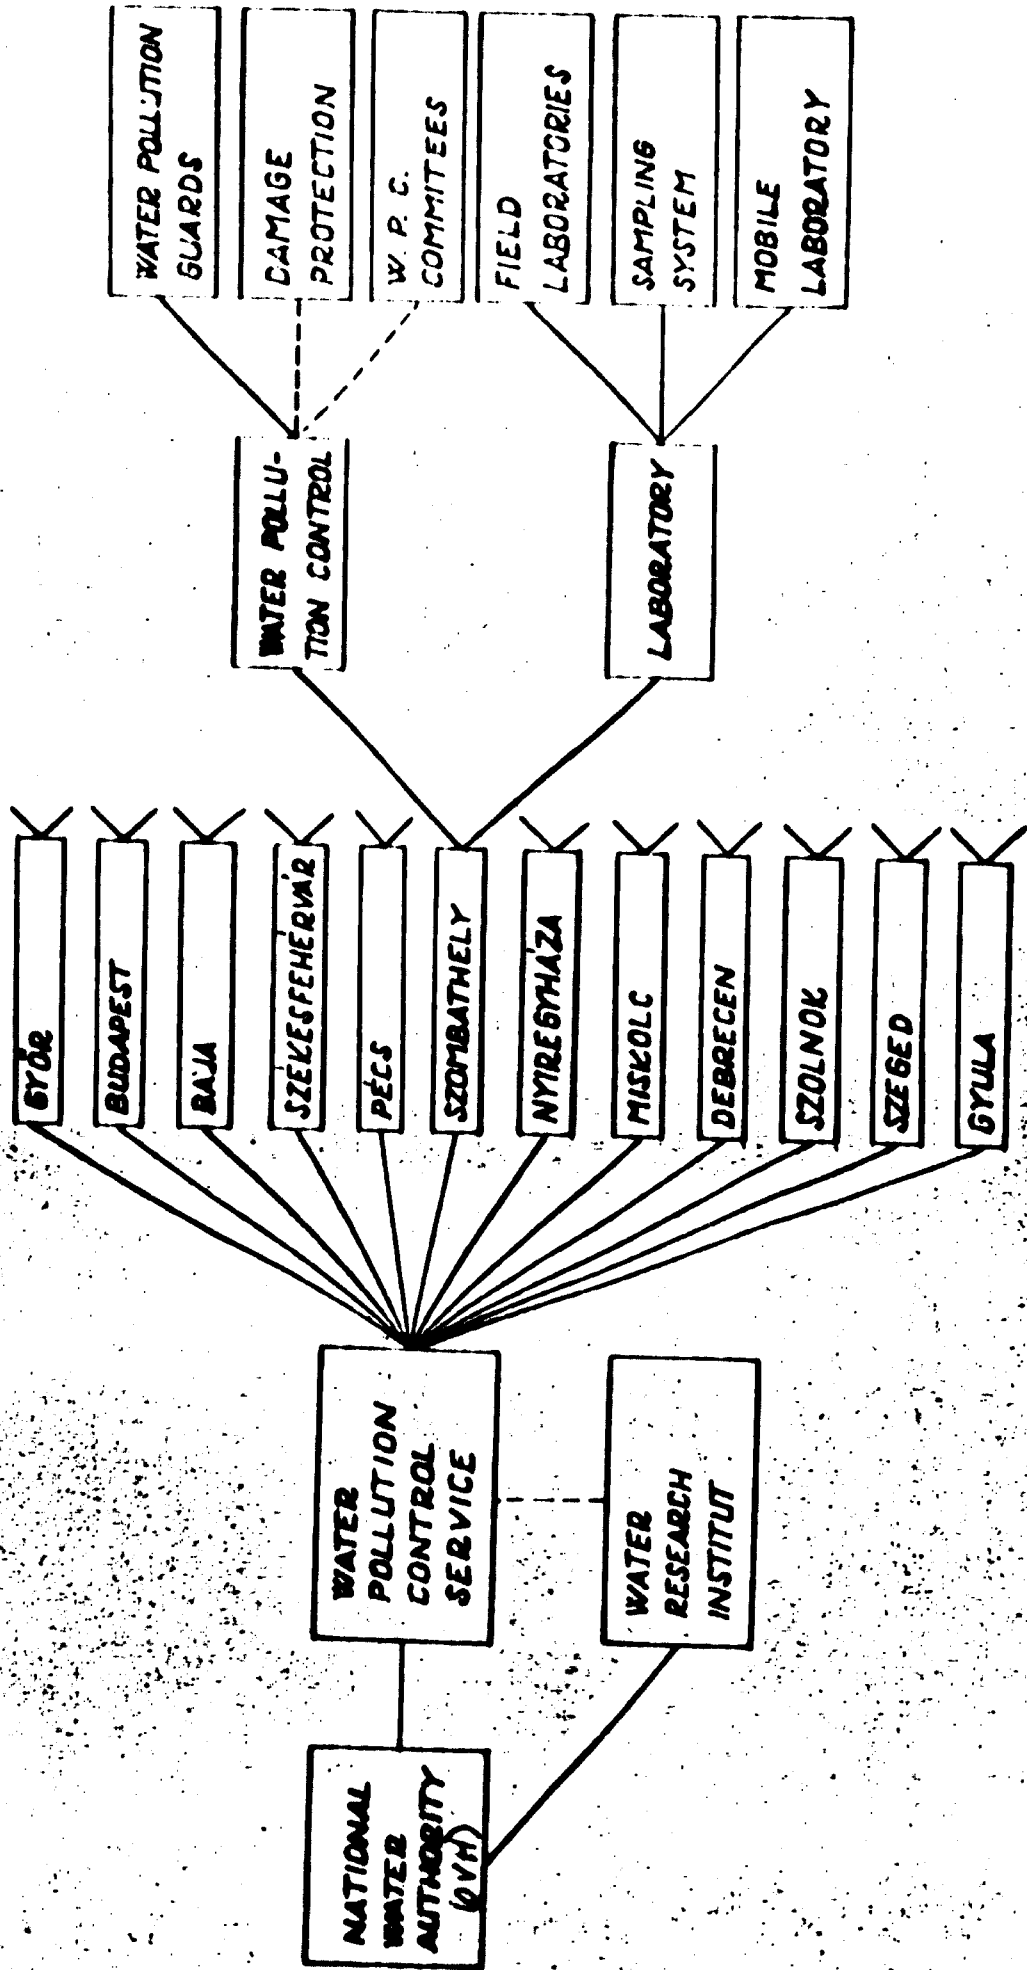 NATIONAL
WATER
AUTHORITY
(OVH)
WATER
POLLUTION
CONTROL
SERVICE
WATER
RESEARCH
INSTITUT
GYŐR
BUDAPEST
BÁJA
SZÉKESFEHÉRVÁR
PÉCS
SZOMBATHELY
NYIREGYHÁZA
MISKOLC
DEBRECEN
SZOLNOK
SZEGED
GYULA
WATER POLLU-
TION CONTROL
LABORATORY
WATER POLLUTION
GUARDS
DAMAGE
PROTECTION
W. P. C.
COMMITEES
FIELD
LABORATORIES
SAMPLING
SYSTEM
MOBILE
LABORATORY